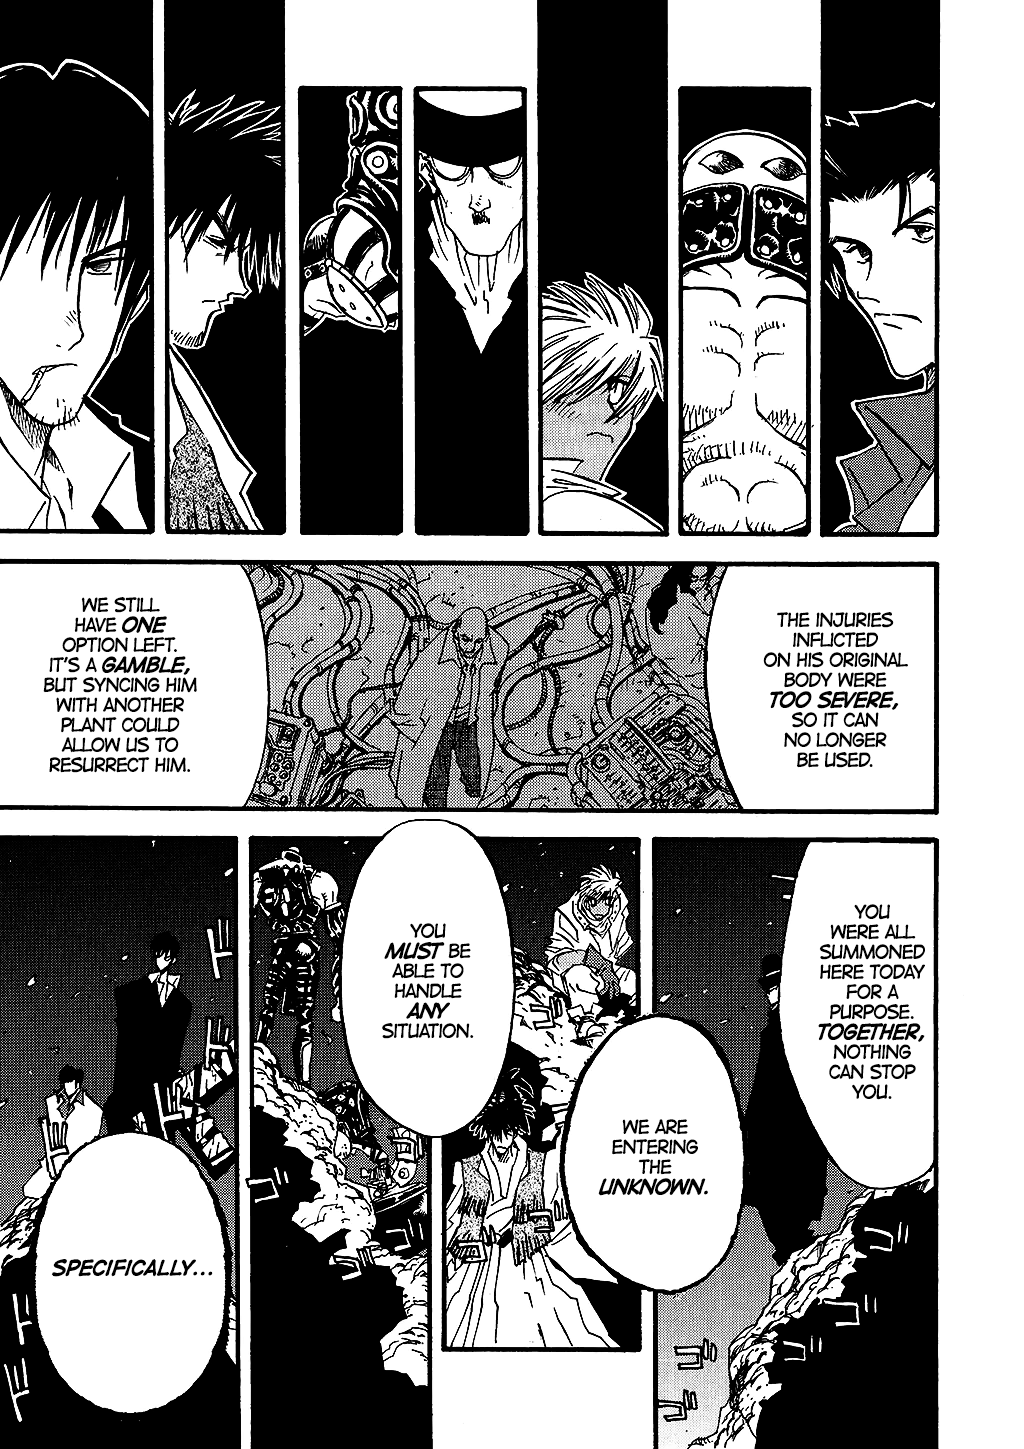 THE INJURIES
INFLICTED
ON HIS ORIGINAL
BODY WERE
TOO SEVERE,
SO IT CAN
NO LONGER
BE USED.
WE STILL
HAVE ONE
OPTION LEFT.
IT'S A GAMBLE,
BUT SYNCING HIM
WITH ANOTHER
PLANT COULD
ALLOW US TO
RESURRECT HIM.
YOU
WERE ALL
SUMMONED
HERE TODAY
FOR A
PURPOSE.
TOGETHER,
NOTHING
CAN STOP
YOU.
WE ARE
ENTERING
THE
UNKNOWN.
YOU
MUST BE
ABLE TO
HANDLE
ANY
SITUATION.
SPECIFICALLY...